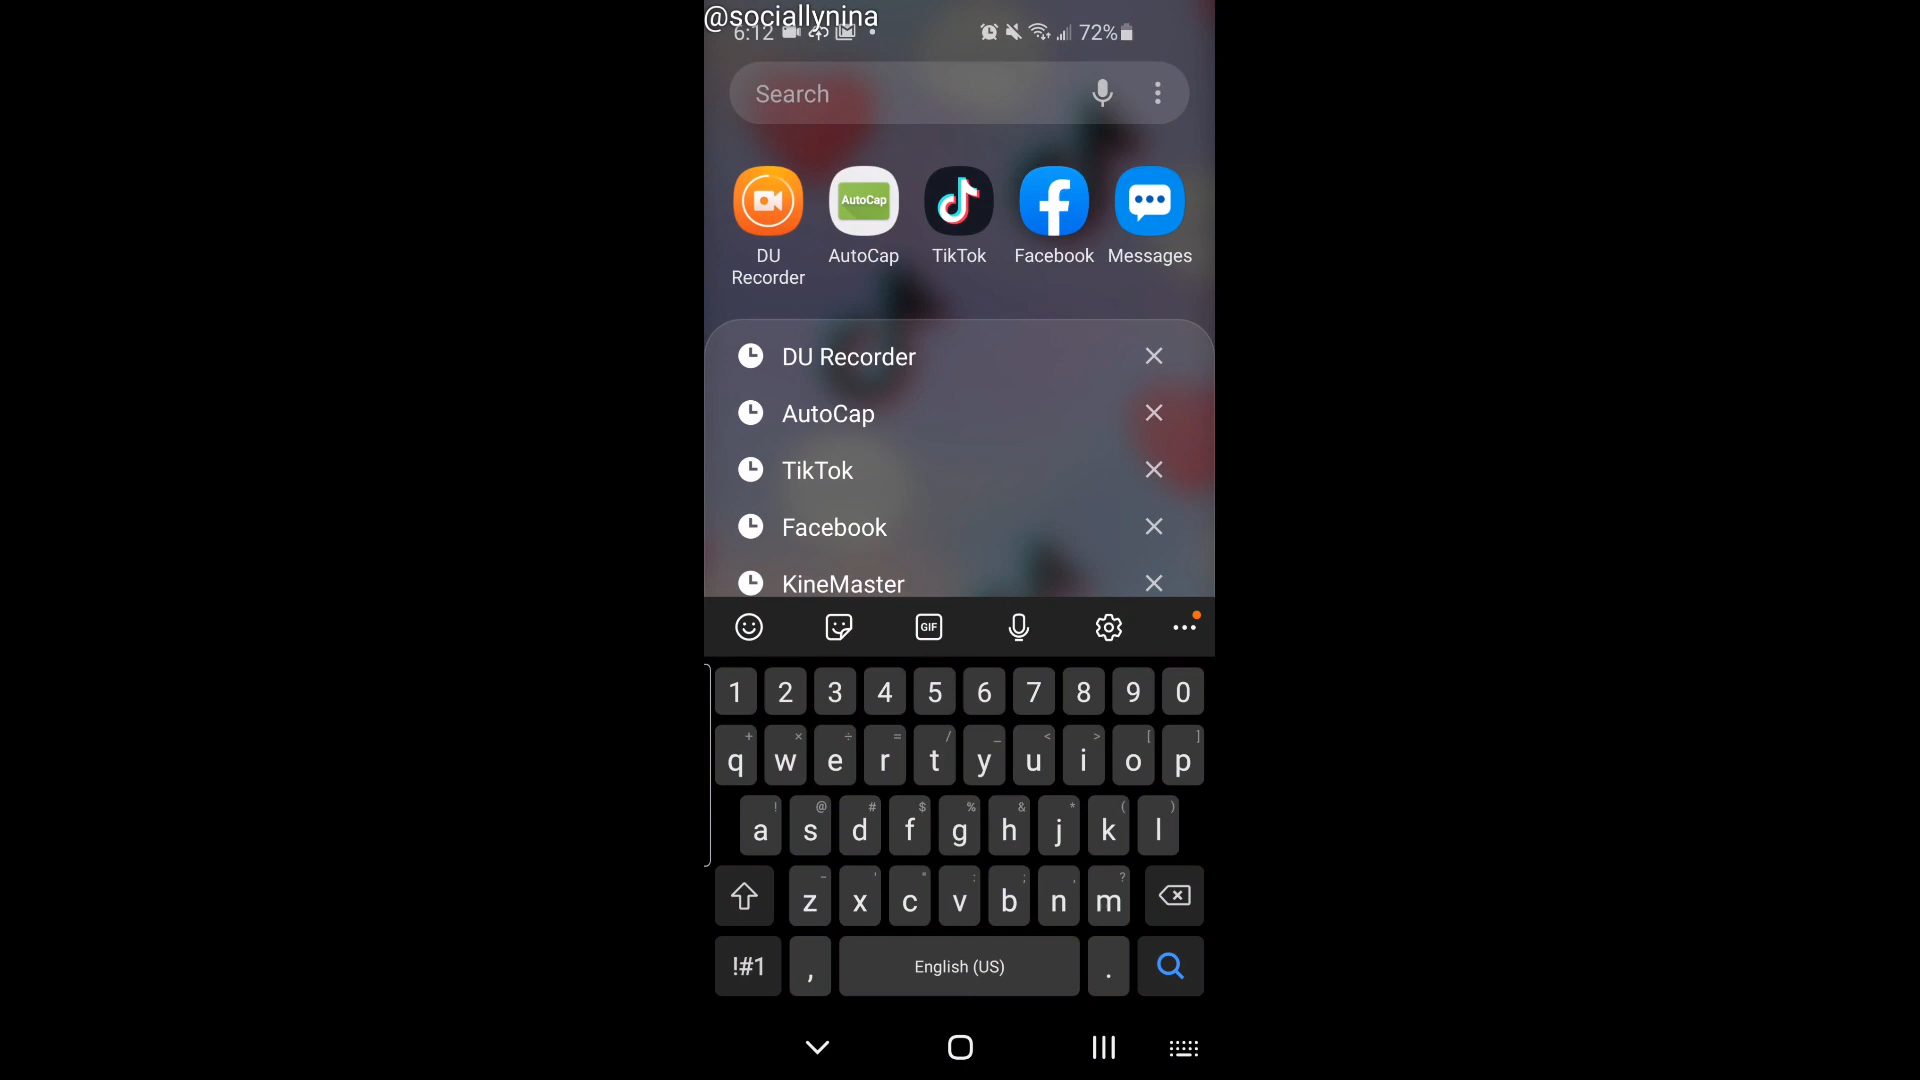 @sociallynina
6:12
72%
Search
AutoCap
DU Recorder
AutoCap
TikTok
Facebook
Messages
DU Recorder
AutoCap
TikTok
Facebook
KineMaster
GIF
1 2 3 4 5 6 7 8 9 0
+ × ÷ = / _ < > [ ]
q w e r t y u i o p
! @ # $ % & * ( )
a s d f g h j k l
- ' " : ; , ?
z x c v b n m
!#1 , English (US) .